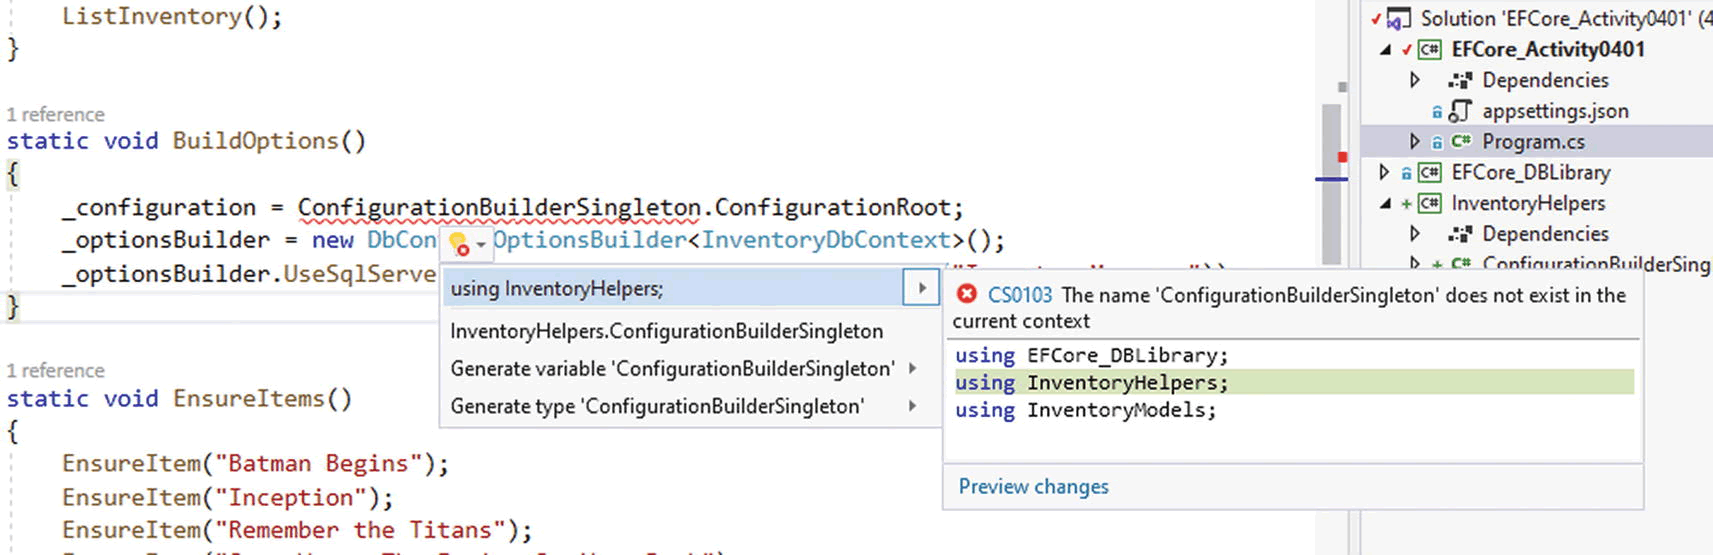 ListInventory();
}
1 reference
static void BuildOptions()
{
_configuration = ConfigurationBuilderSingleton.ConfigurationRoot;
_optionsBuilder = new DbCon OptionsBuilder<InventoryDbContext>();
_optionsBuilder.UseSqlServe
}
using InventoryHelpers;
InventoryHelpers.ConfigurationBuilderSingleton
Generate variable 'ConfigurationBuilderSingleton'
Generate type 'ConfigurationBuilderSingleton'
CS0103 The name 'ConfigurationBuilderSingleton' does not exist in the
current context
using EFCore_DBLibrary;
using InventoryHelpers;
using InventoryModels;
Preview changes
1 reference
static void EnsureItems()
{
EnsureItem("Batman Begins");
EnsureItem("Inception");
EnsureItem("Remember the Titans");
Solution 'EFCore_Activity0401' (4
C# EFCore_Activity0401
Dependencies
appsettings.json
C# Program.cs
C# EFCore_DBLibrary
C# InventoryHelpers
Dependencies
C# ConfigurationBuilderSing